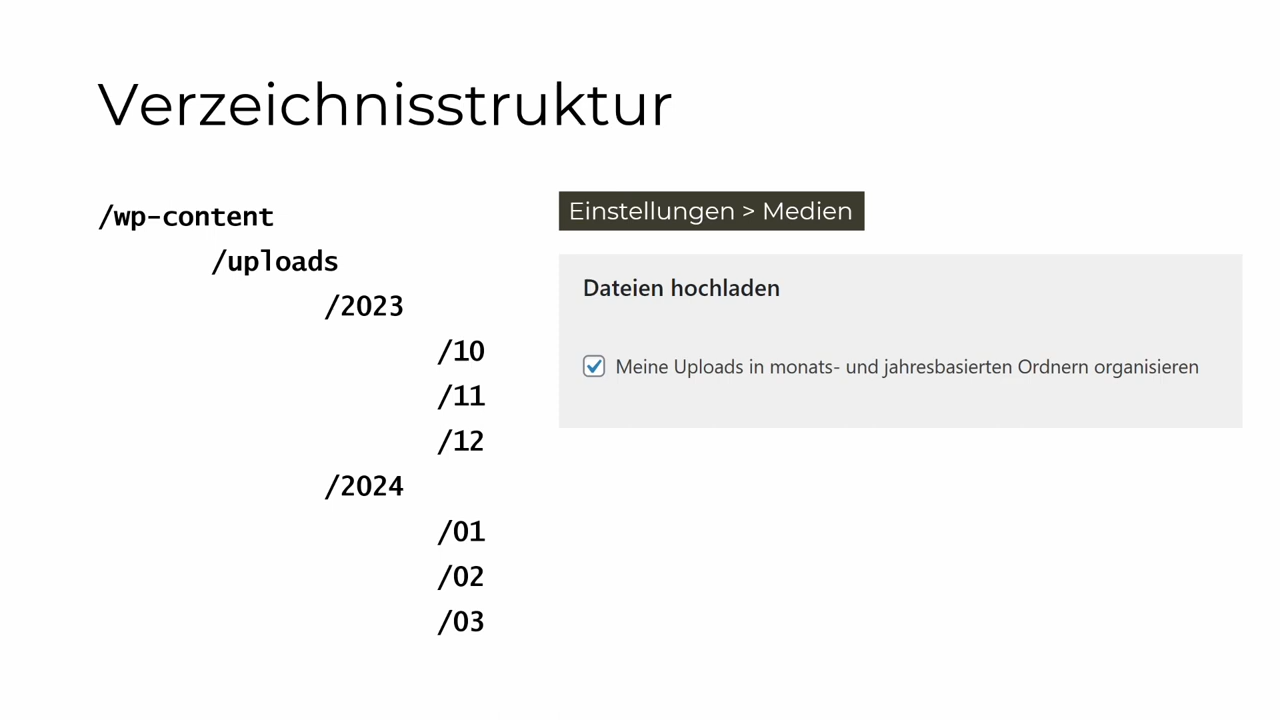 Verzeichnisstruktur
/wp-content
/uploads
/2023
/10
/11
/12
/2024
/01
/02
/03
Einstellungen > Medien
Dateien hochladen
Meine Uploads in monats- und jahresbasierten Ordnern organisieren